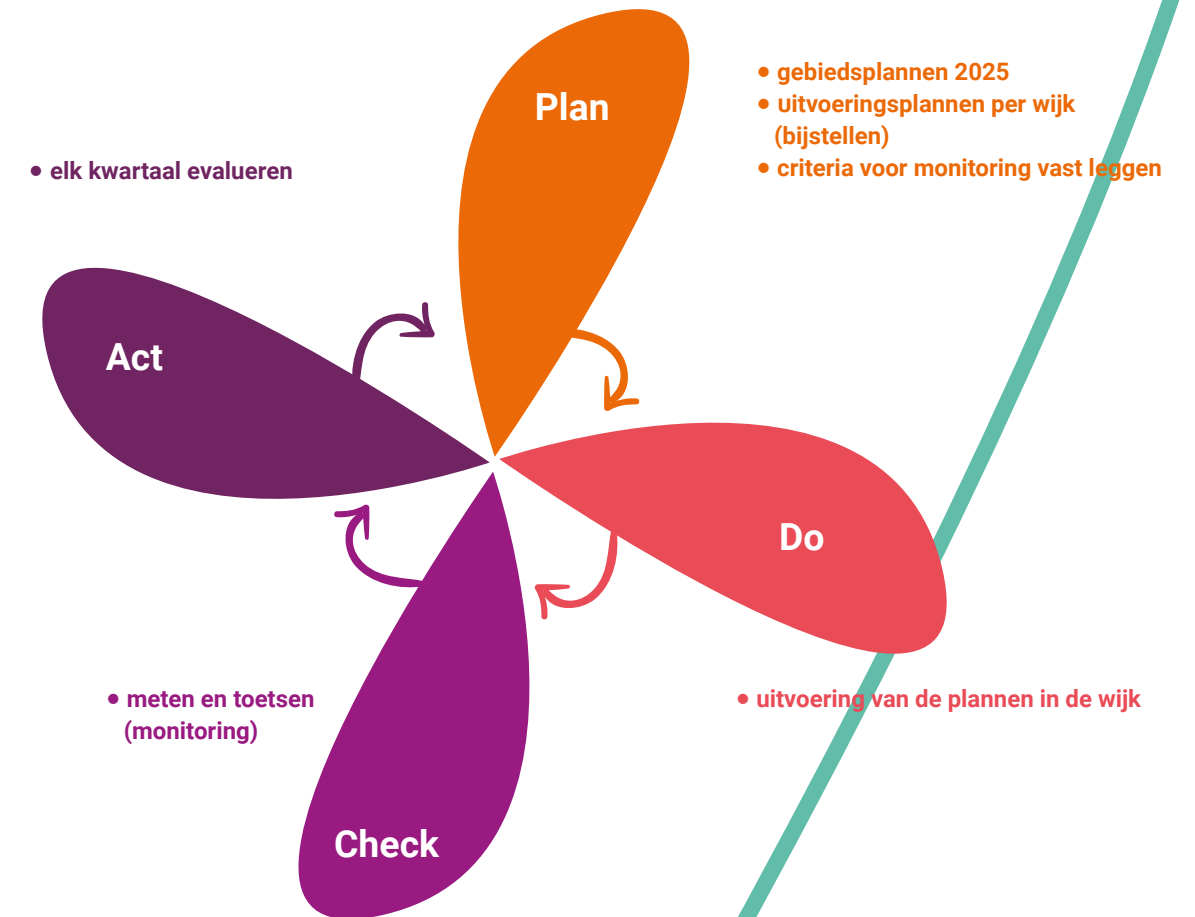 Plan
• gebiedsplannen 2025
• uitvoeringsplannen per wijk
(bijstellen)
• criteria voor monitoring vast leggen
• elk kwartaal evalueren
Act
Do
• meten en toetsen
(monitoring)
• uitvoering van de plannen in de wijk
Check